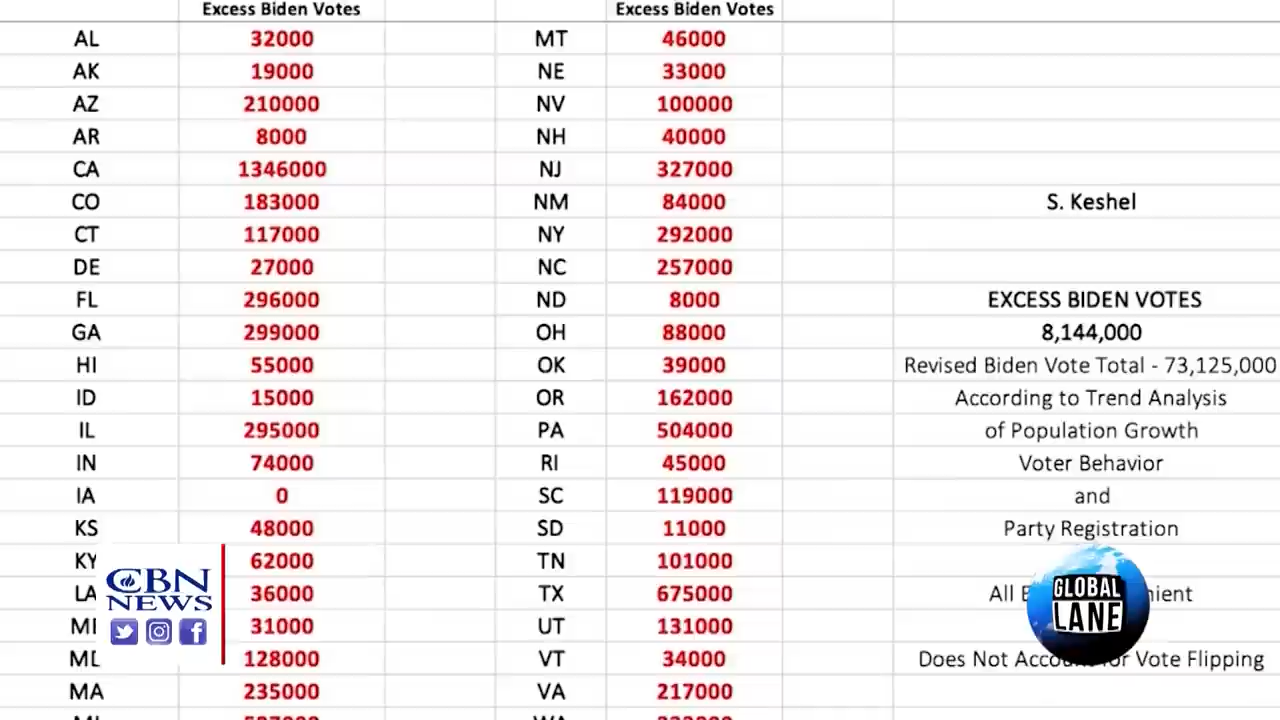 Excess Biden Votes Excess Biden Votes
AL 32000 MT 46000
AK 19000 NE 33000
AZ 210000 NV 100000
AR 8000 NH 40000
CA 1346000 NJ 327000
CO 183000 NM 84000 S. Keshel
CT 117000 NY 292000
DE 27000 NC 257000
FL 296000 ND 8000 EXCESS BIDEN VOTES
GA 299000 OH 88000 8,144,000
HI 55000 OK 39000 Revised Biden Vote Total - 73,125,000
ID 15000 OR 162000 According to Trend Analysis
IL 295000 PA 504000 of Population Growth
IN 74000 RI 45000 Voter Behavior
IA 0 SC 119000 and
KS 48000 SD 11000 Party Registration
KY 62000 TN 101000
LA 36000 TX 675000 All
31000 UT 131000
128000 VT 34000 Does Not for Vote Flipping
MA 235000 VA 217000
CBN
NEWS
GLOBAL
LANE